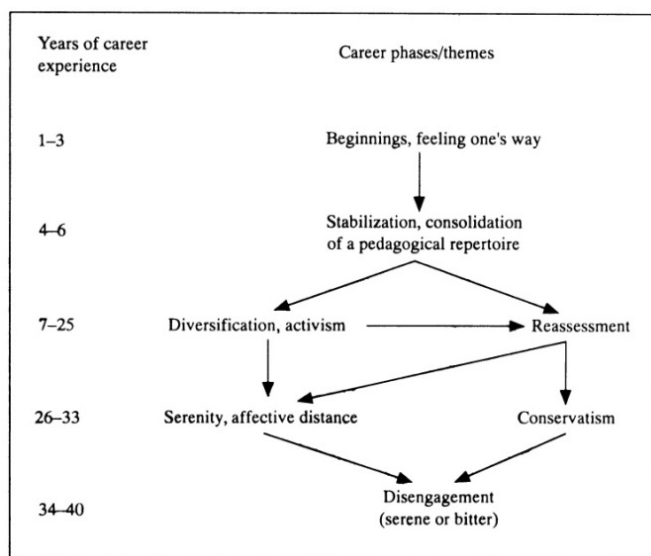 Years of career
experience
Career phases/themes
1–3
Beginnings, feeling one's way
4–6
Stabilization, consolidation
of a pedagogical repertoire
7–25
Diversification, activism
Reassessment
26–33
Serenity, affective distance
Conservatism
34–40
Disengagement
(serene or bitter)